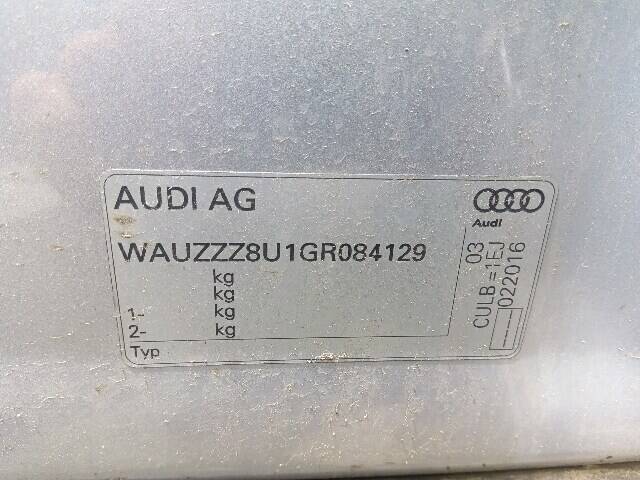 AUDI AG
Audi
WAUZZZ8U1GR084129
kg
kg
1- kg
2- kg
Typ
03
CULB=1EJ
---022016